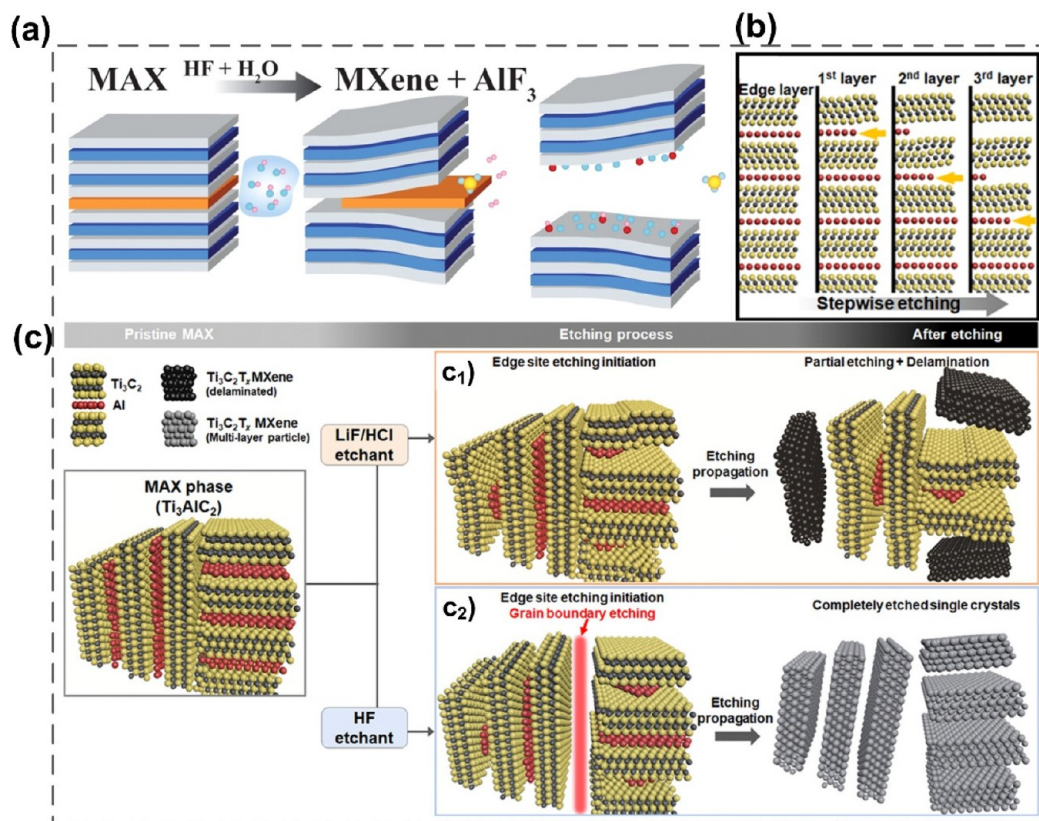 (a)
MAX HF + H₂O MXene + AlF₃
(b)
Edge layer 1st layer 2nd layer 3rd layer
Stepwise etching
(c)
Pristine MAX Etching process After etching
Ti₃C₂
Al
Ti₃C₂Tₓ MXene
(delaminated)
Ti₃C₂Tₓ MXene
(Multi-layer particle)
MAX phase
(Ti₃AlC₂)
LiF/HCl
etchant
HF
etchant
c₁)
Edge site etching initiation
Etching
propagation
Partial etching + Delamination
c₂)
Edge site etching initiation
Grain boundary etching
Etching
propagation
Completely etched single crystals